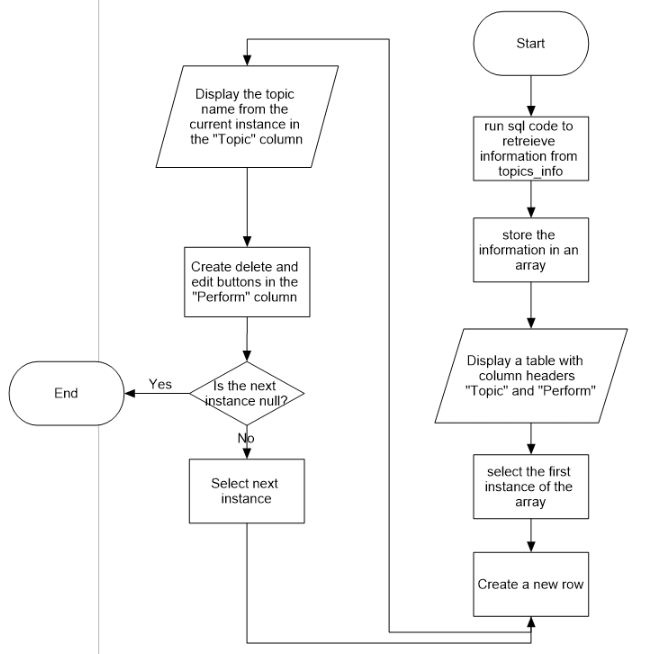 Start
run sql code to
retreieve
information from
topics_info
store the
information in an
array
Display a table with
column headers
"Topic" and "Perform"
select the first
instance of the
array
Create a new row
Display the topic
name from the
current instance in
the "Topic" column
Create delete and
edit buttons in the
"Perform" column
Is the next
instance null?
Yes
End
No
Select next
instance